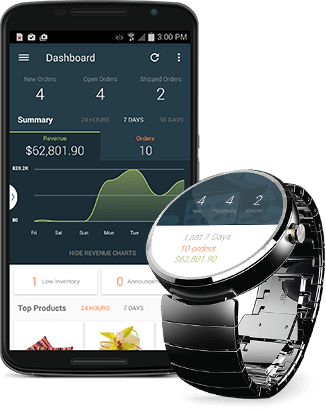 3:00 PM
Dashboard
New Orders Open Orders Shipped Orders
4 4 2
Summary 24 HOURS 7 DAYS 90 DAYS
Revenue Orders
$62,801.90 10
$20.2K
$0
Fri Sat Sun Mon Tue Wed
HIDE REVENUE CHARTS
1 Low Inventory 0 Announceme
Top Products 24 HOURS 7 DAYS
4 4 2
New Processing Shipped
Last 7 Days
10 orders
$62,801.90